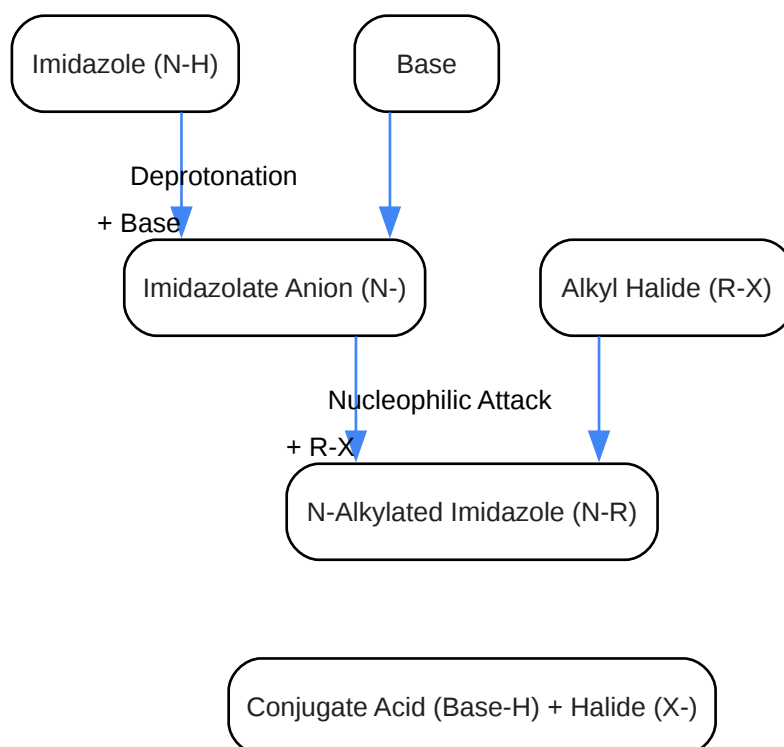 Imidazole (N-H)
Base
Deprotonation
+ Base
Imidazolate Anion (N-)
Alkyl Halide (R-X)
Nucleophilic Attack
+ R-X
N-Alkylated Imidazole (N-R)
Conjugate Acid (Base-H) + Halide (X-)